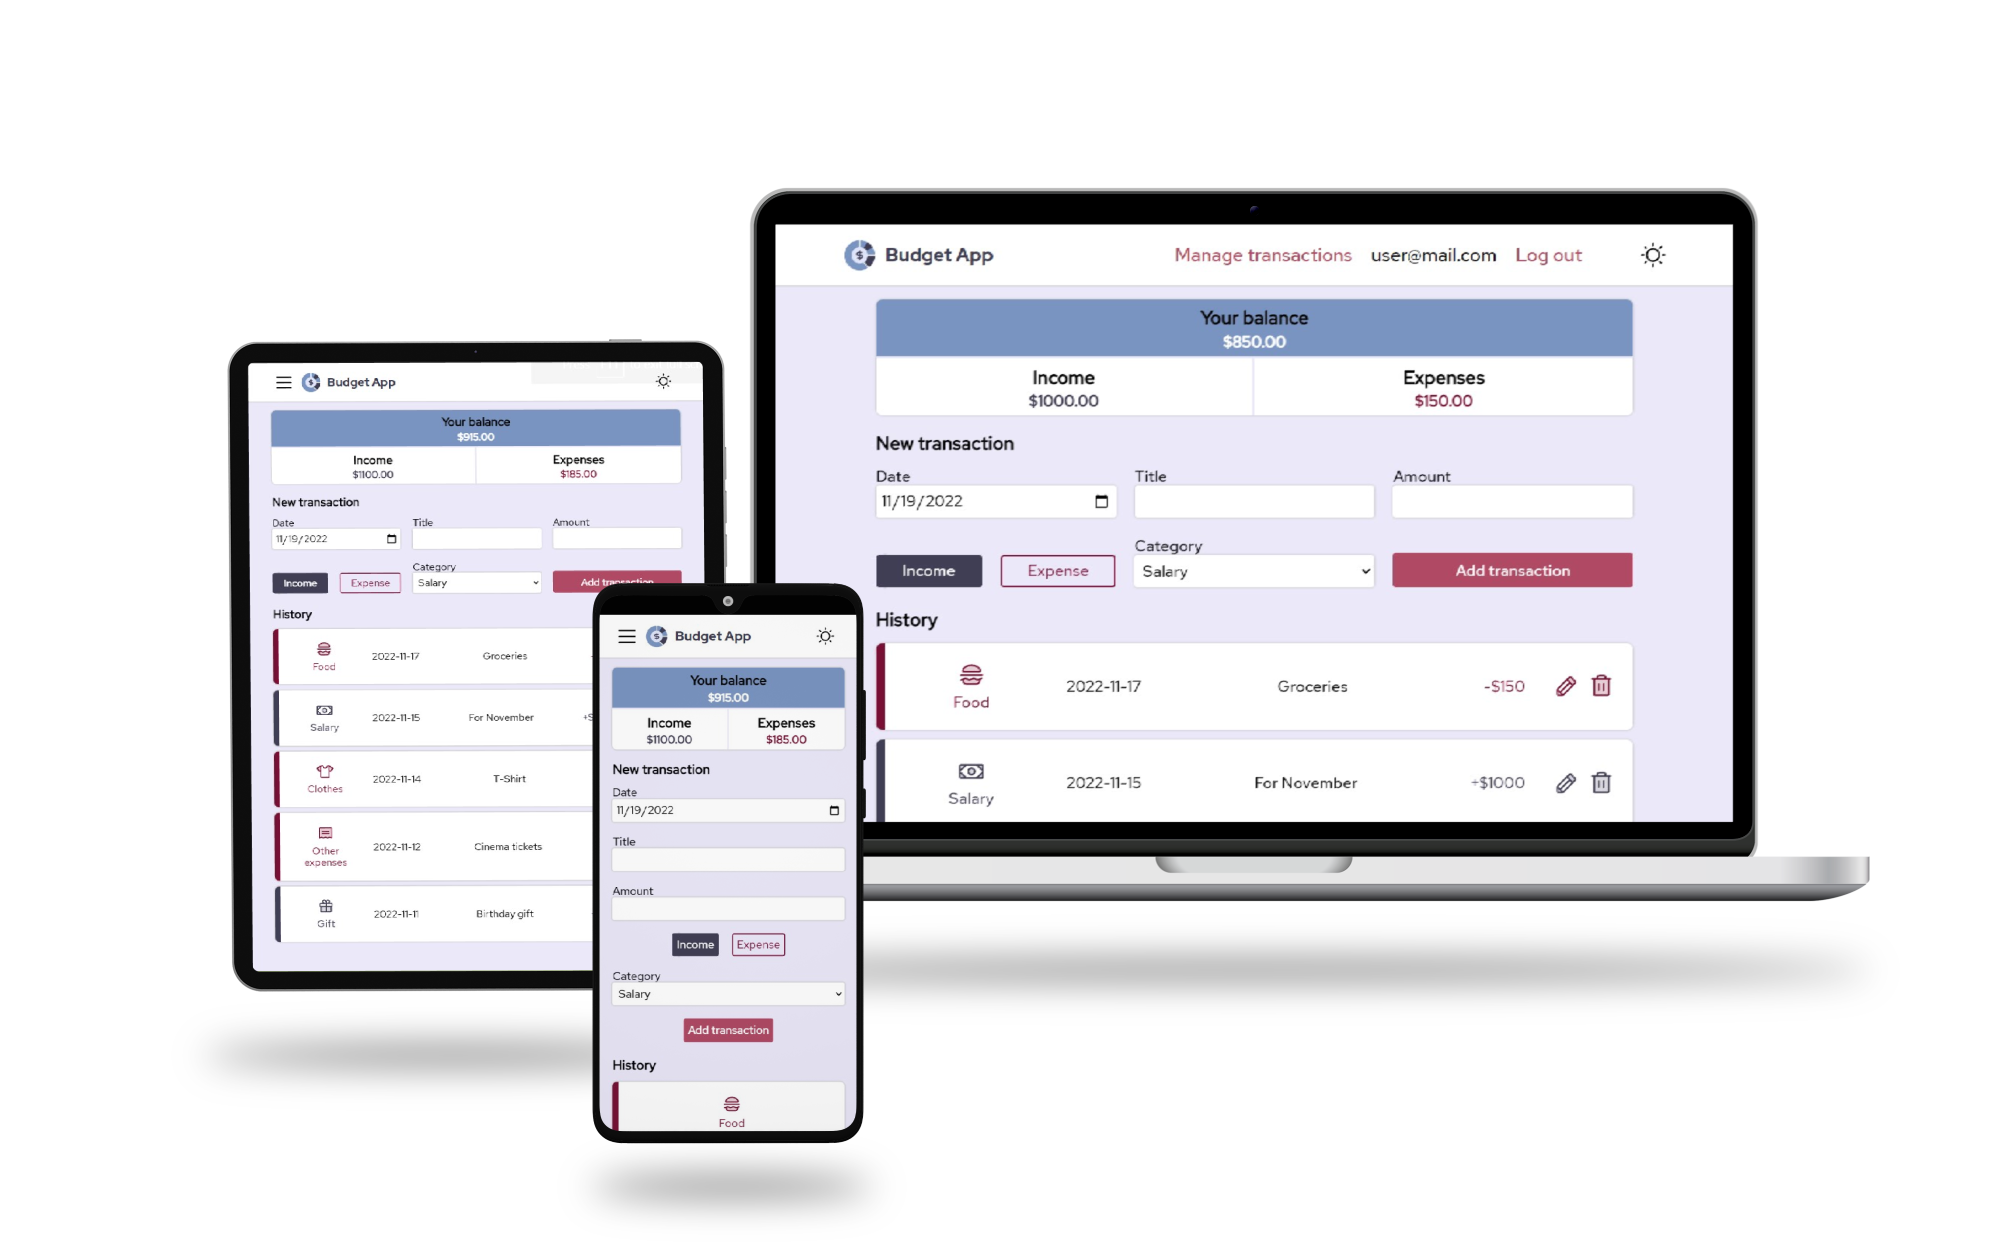 Budget App
Manage transactions user@mail.com Log out
Your balance
$850.00
Income Expenses
$1000.00 $150.00
New transaction
Date Title Amount
11/19/2022
Category
Income Expense Salary Add transaction
History
Food 2022-11-17 Groceries -$150
Salary 2022-11-15 For November +$1000
Budget App
Your balance
$915.00
Income Expenses
$1100.00 $185.00
New transaction
Date Title Amount
11/19/2022
Category
Income Expense Salary Add transaction
History
Food 2022-11-17 Groceries
Salary 2022-11-15 For November +$
Clothes 2022-11-14 T-Shirt
Other expenses 2022-11-12 Cinema tickets
Gift 2022-11-11 Birthday gift
Budget App
Your balance
$915.00
Income Expenses
$1100.00 $185.00
New transaction
Date
11/19/2022
Title
Amount
Income Expense
Category
Salary
Add transaction
History
Food